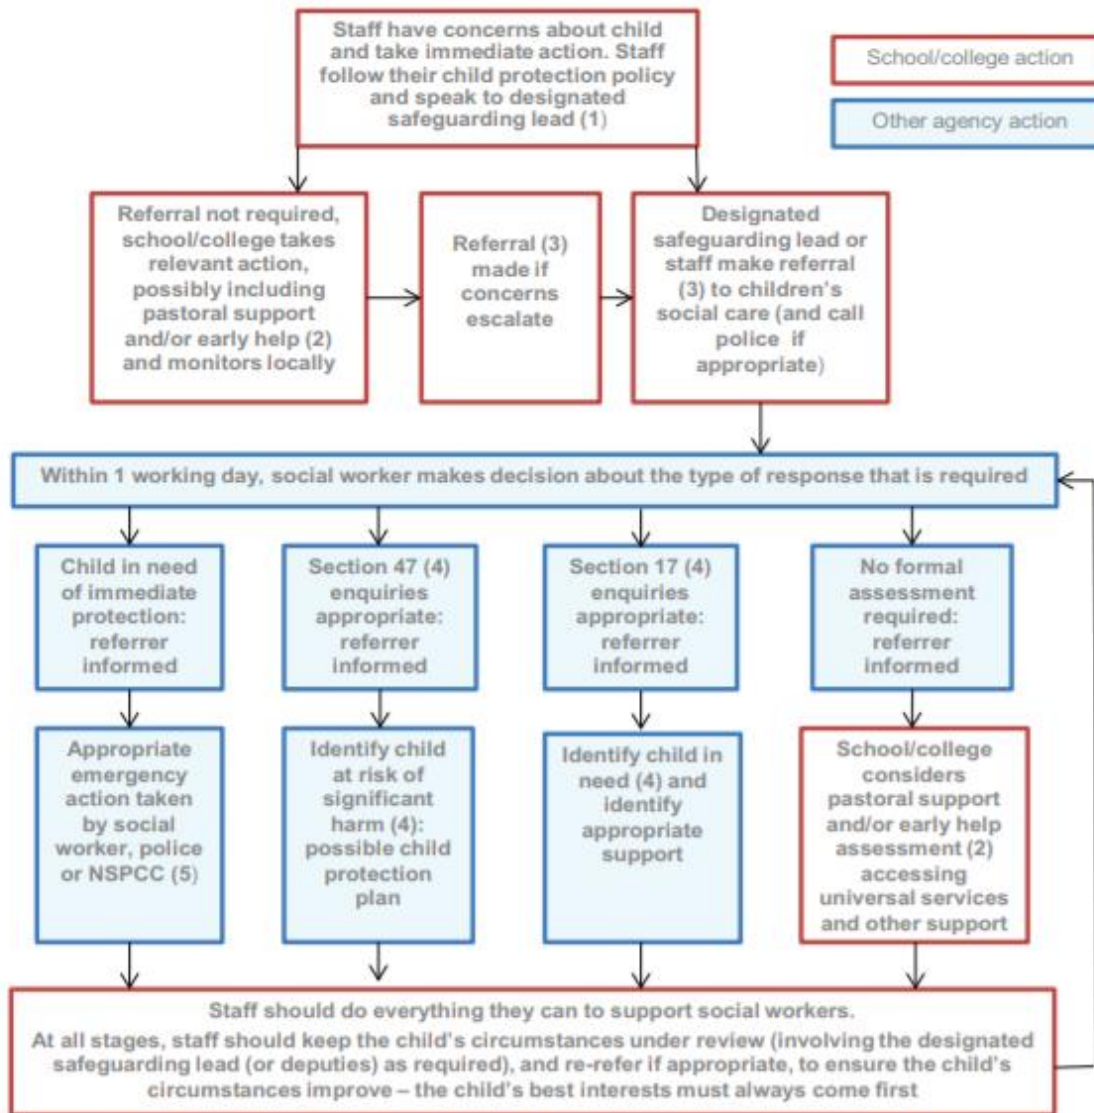 Staff have concerns about child
and take immediate action. Staff
follow their child protection policy
and speak to designated
safeguarding lead (1)
School/college action
Other agency action
Referral not required,
school/college takes
relevant action,
possibly including
pastoral support
and/or early help (2)
and monitors locally
Referral (3)
made if
concerns
escalate
Designated
safeguarding lead or
staff make referral
(3) to children's
social care (and call
police if
appropriate)
Within 1 working day, social worker makes decision about the type of response that is required
Child in need
of immediate
protection:
referrer
informed
Section 47 (4)
enquiries
appropriate:
referrer
informed
Section 17 (4)
enquiries
appropriate:
referrer
informed
No formal
assessment
required:
referrer
informed
Appropriate
emergency
action taken
by social
worker, police
or NSPCC (5)
Identify child
at risk of
significant
harm (4):
possible child
protection
plan
Identify child in
need (4) and
identify
appropriate
support
School/college
considers
pastoral support
and/or early help
assessment (2)
accessing
universal services
and other support
Staff should do everything they can to support social workers.
At all stages, staff should keep the child's circumstances under review (involving the designated
safeguarding lead (or deputies) as required), and re-refer if appropriate, to ensure the child's
circumstances improve – the child's best interests must always come first